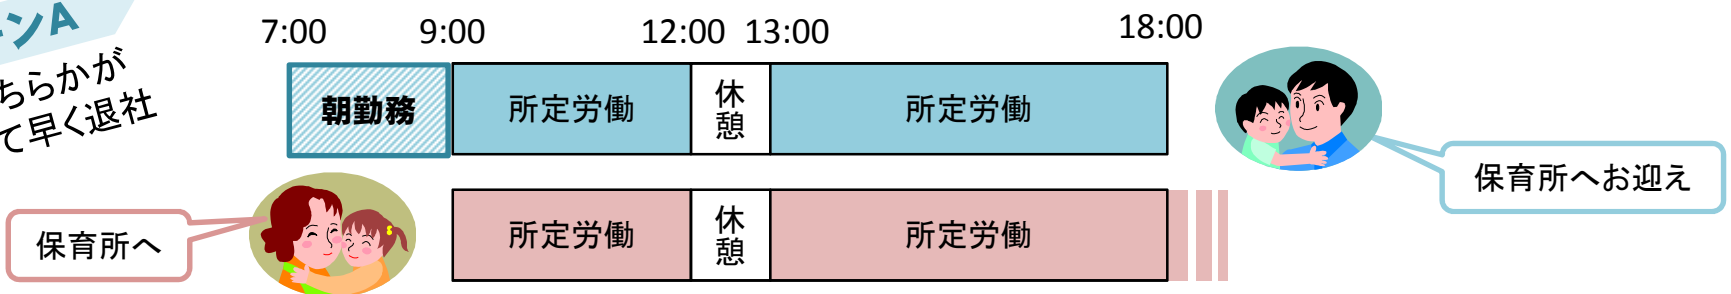 ンA
ちらかが
て早く退社
7:00 9:00 12:00 13:00 18:00
朝勤務 所定労働 休憩 所定労働
保育所へお迎え
所定労働 休憩 所定労働
保育所へ